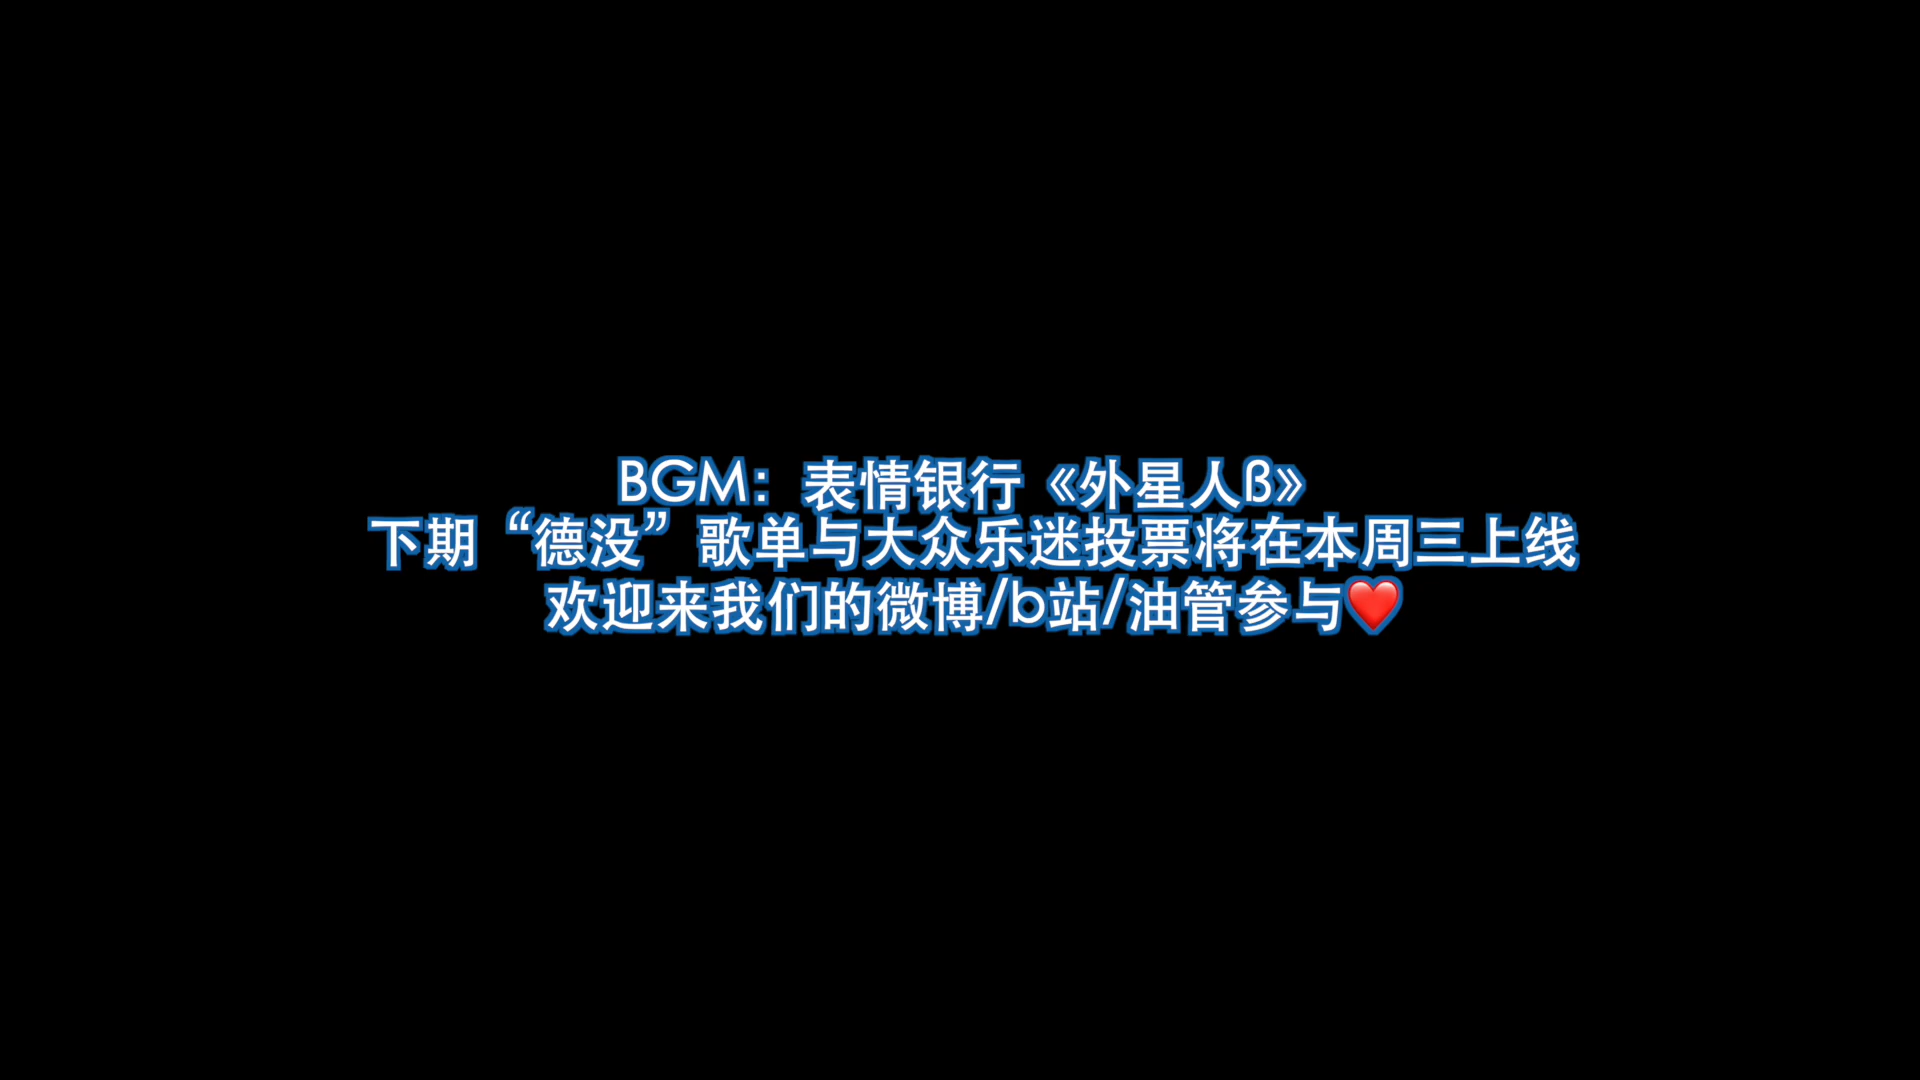 BGM：表情银行《外星人ß》
下期“德没”歌单与大众乐迷投票将在本周三上线
欢迎来我们的微博/b站/油管参与❤️